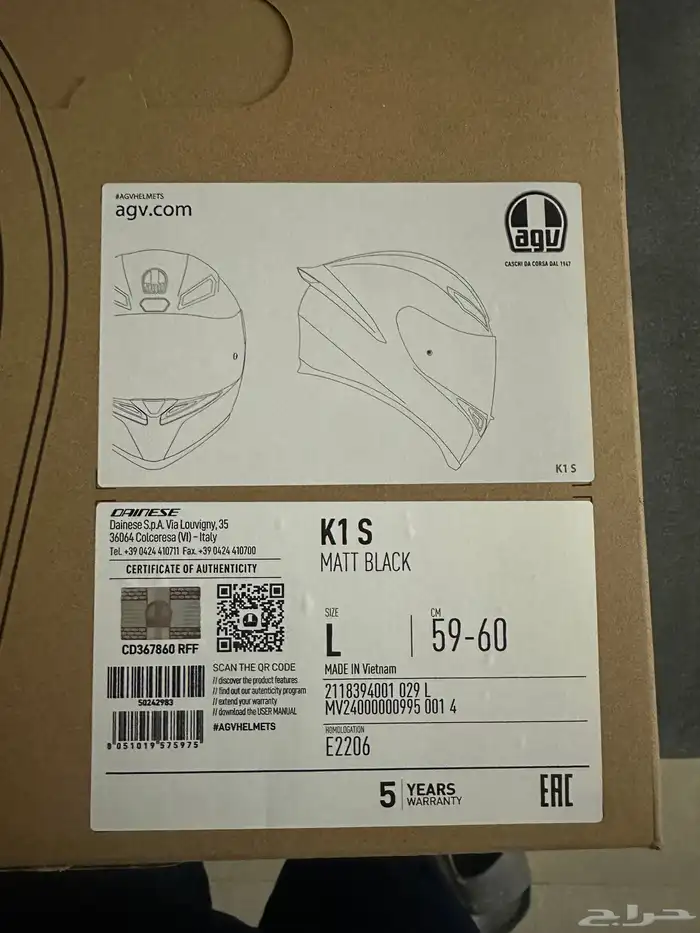 #AGVHELMETS
agv.com
agv
CASCHI DA CORSA DAL 1947
K1 S
DAINESE
Dainese S.p.A. Via Louvigny, 35
36064 Colceresa (VI) - Italy
Tel. +39 0424 410711 Fax. +39 0424 410700
CERTIFICATE OF AUTHENTICITY
CD367860 RFF
50242983
8 051019 575975
SCAN THE QR CODE
// discover the product features
// find out our autenticity program
// extend your warranty
// download the USER MANUAL
#AGVHELMETS
K1 S
MATT BLACK
SIZE
L
CM
59-60
MADE IN Vietnam
2118394001 029 L
MV24000000995 001 4
HOMOLOGATION
E2206
5 YEARS
WARRANTY
EAC
حراج